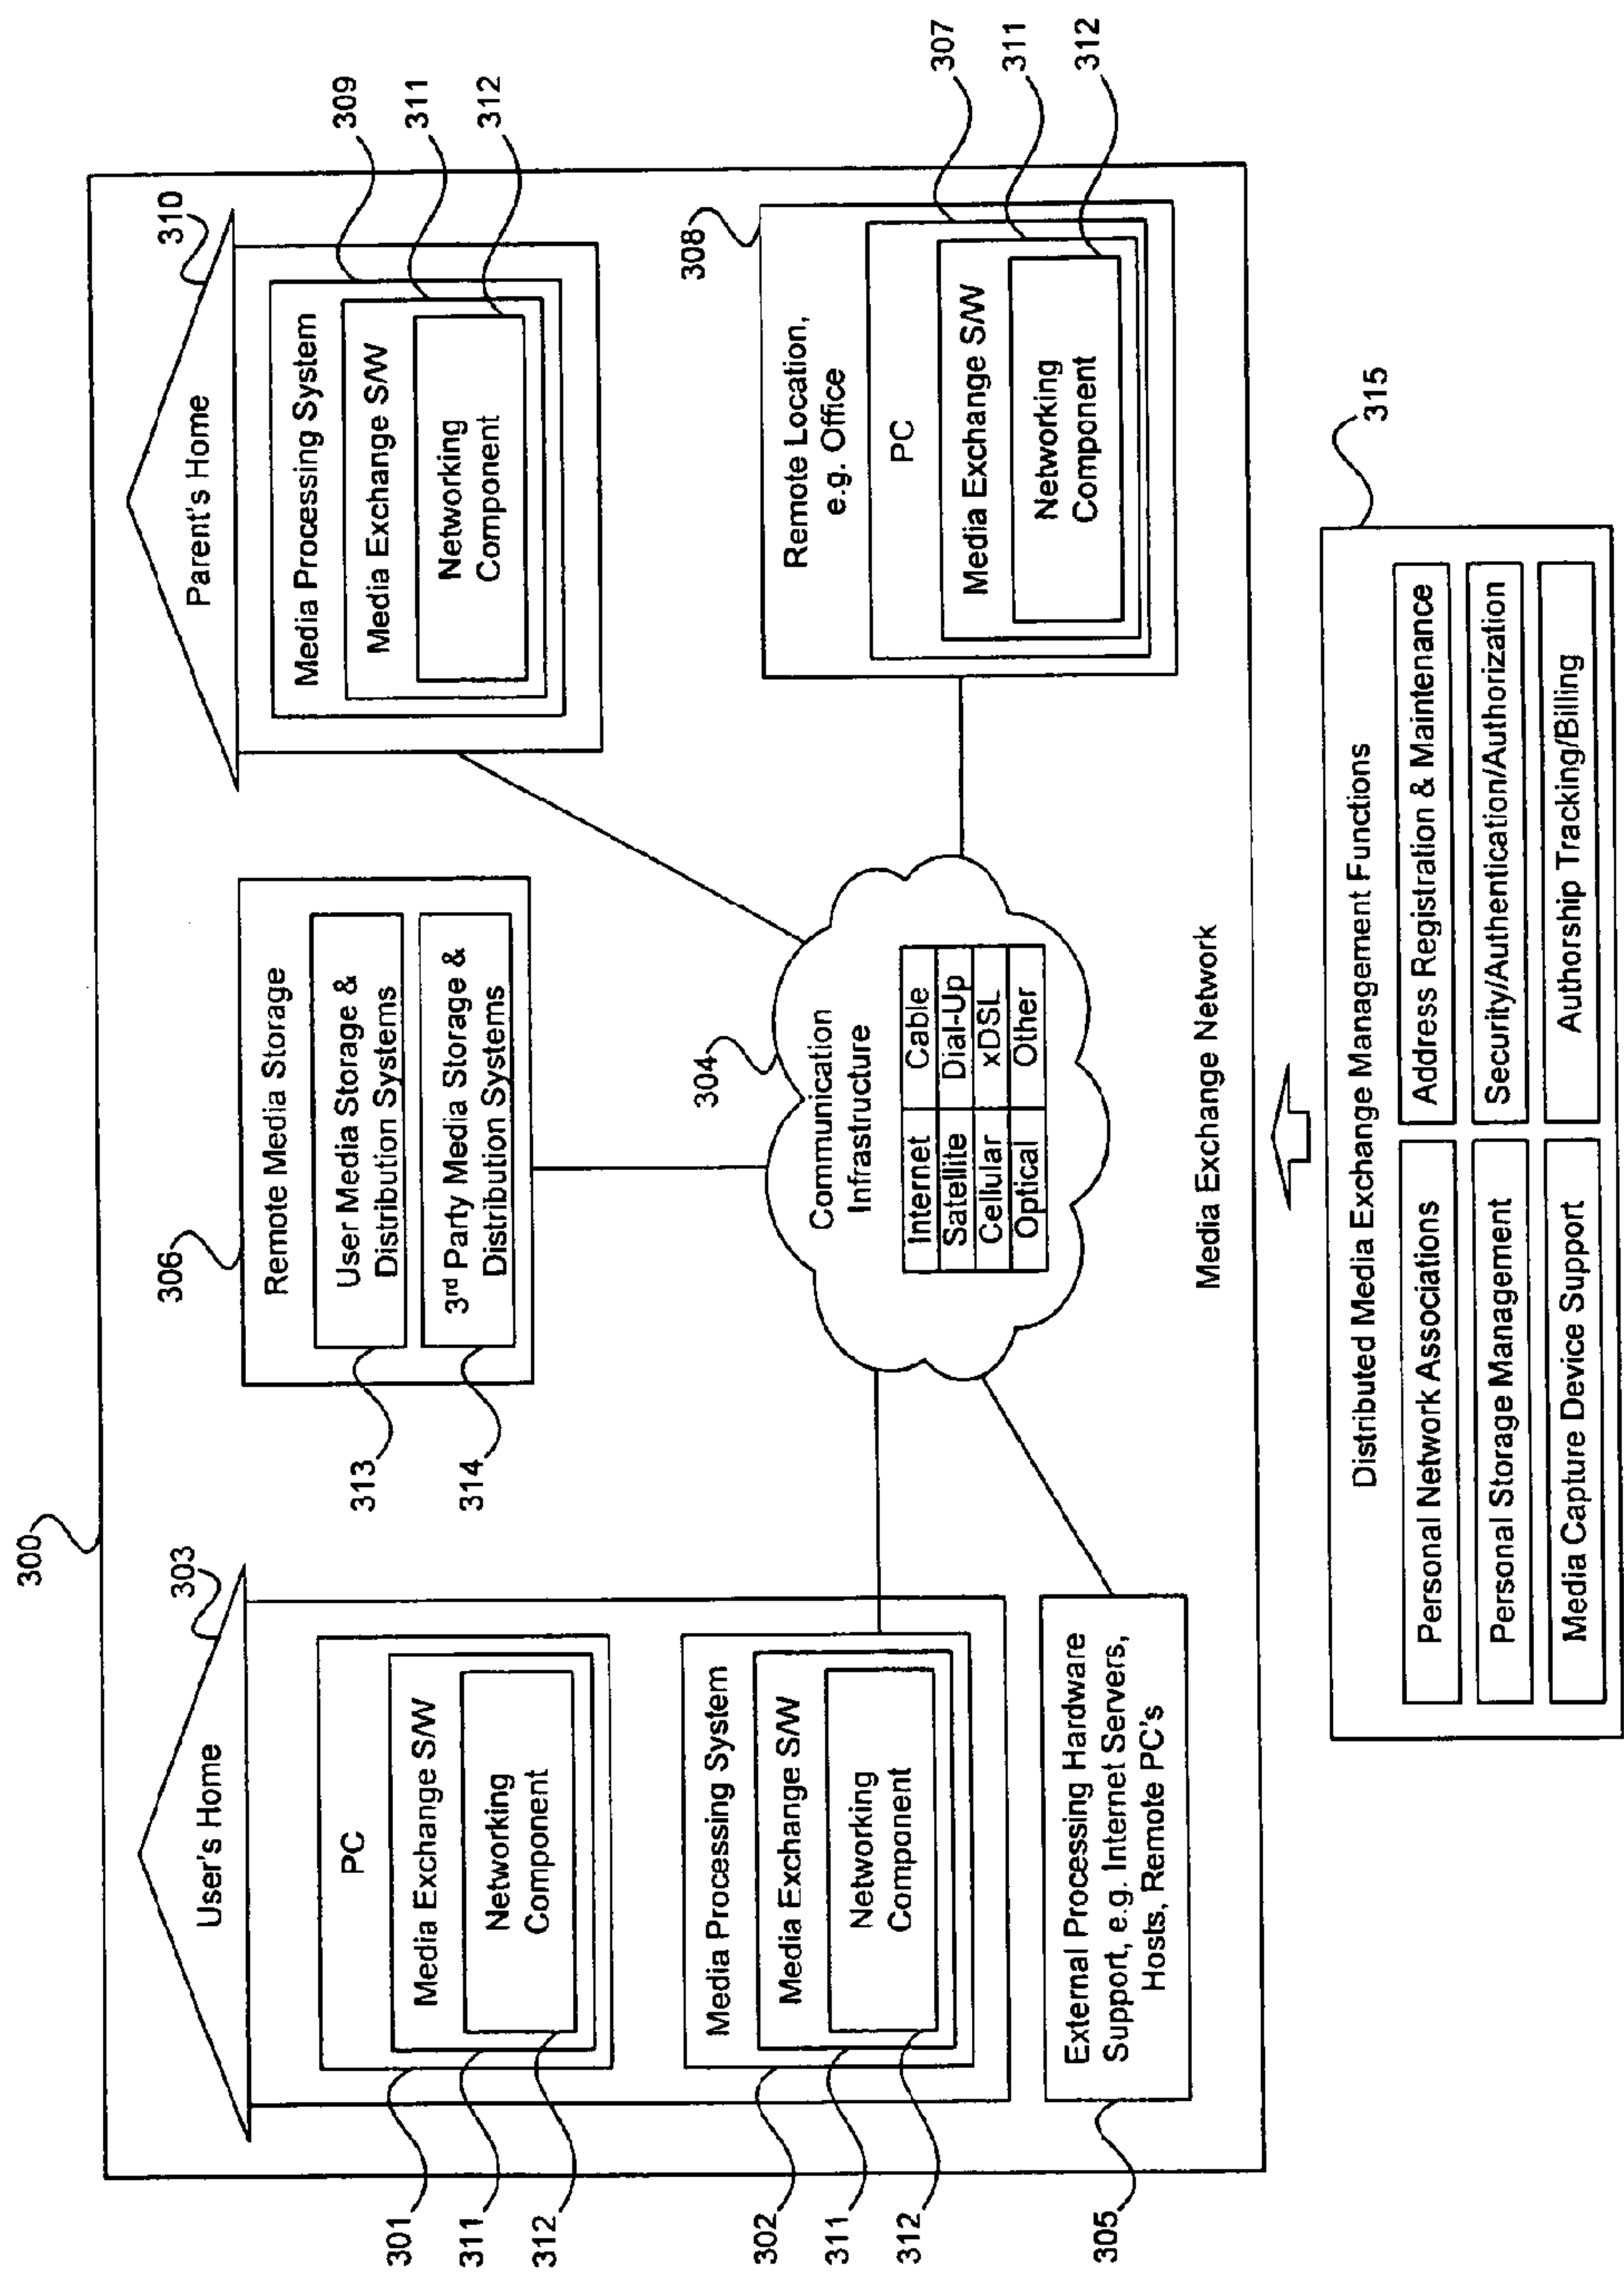 300
303
User's Home
PC
Media Exchange S/W
Networking
Component
301
311
312
Media Processing System
Media Exchange S/W
Networking
Component
302
311
312
External Processing Hardware
Support, e.g. Internet Servers,
Hosts, Remote PC's
305
306
Remote Media Storage
User Media Storage &
Distribution Systems
3rd Party Media Storage &
Distribution Systems
313
314
304
Communication
Infrastructure
Internet Cable
Satellite Dial-Up
Cellular xDSL
Optical Other
310
Parent's Home
Media Processing System
Media Exchange S/W
Networking
Component
309
311
312
308
Remote Location,
e.g. Office
PC
Media Exchange S/W
Networking
Component
307
311
312
Media Exchange Network
315
Distributed Media Exchange Management Functions
Personal Network Associations
Address Registration & Maintenance
Personal Storage Management
Security/Authentication/Authorization
Media Capture Device Support
Authorship Tracking/Billing